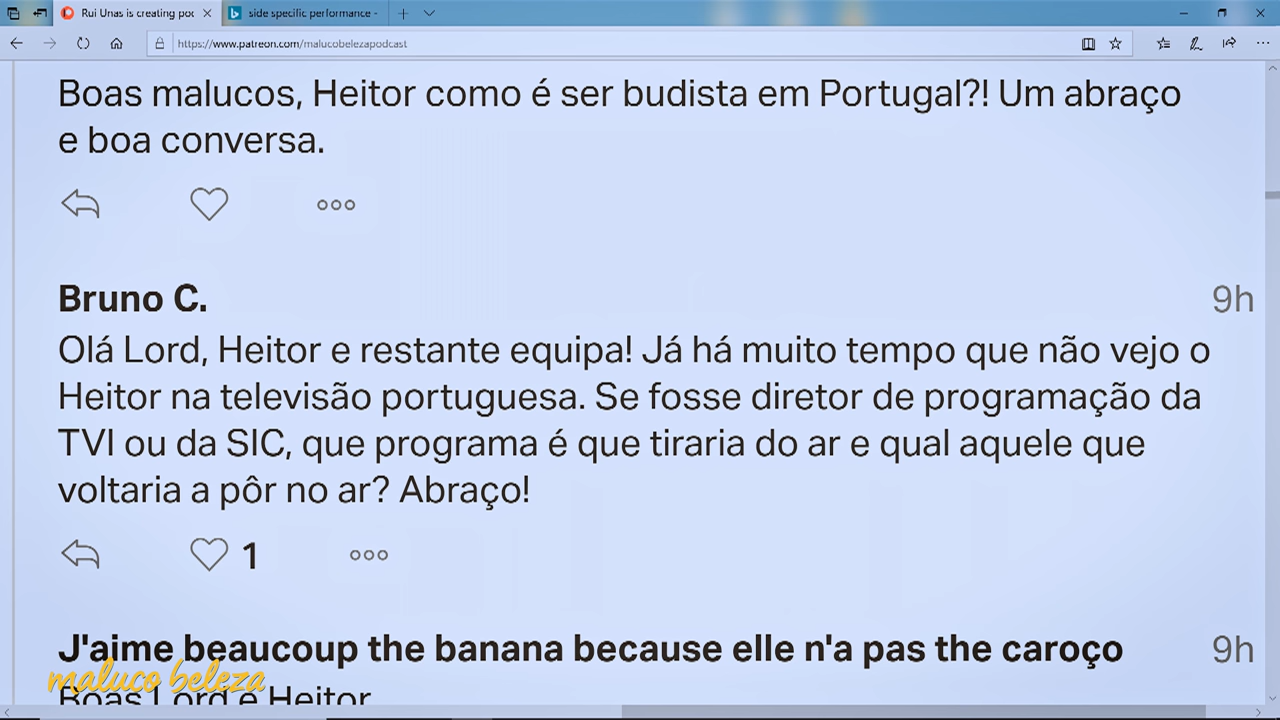 Rui Unas is creating poc
side specific performance -
https://www.patreon.com/malucobelezapodcast
Boas malucos, Heitor como é ser budista em Portugal?! Um abraço
e boa conversa.
Bruno C.
9h
Olá Lord, Heitor e restante equipa! Já há muito tempo que não vejo o
Heitor na televisão portuguesa. Se fosse diretor de programação da
TVI ou da SIC, que programa é que tiraria do ar e qual aquele que
voltaria a pôr no ar? Abraço!
1
J'aime beaucoup the banana because elle n'a pas the caroço
9h
maluco beleza
Boas Lord e Heitor